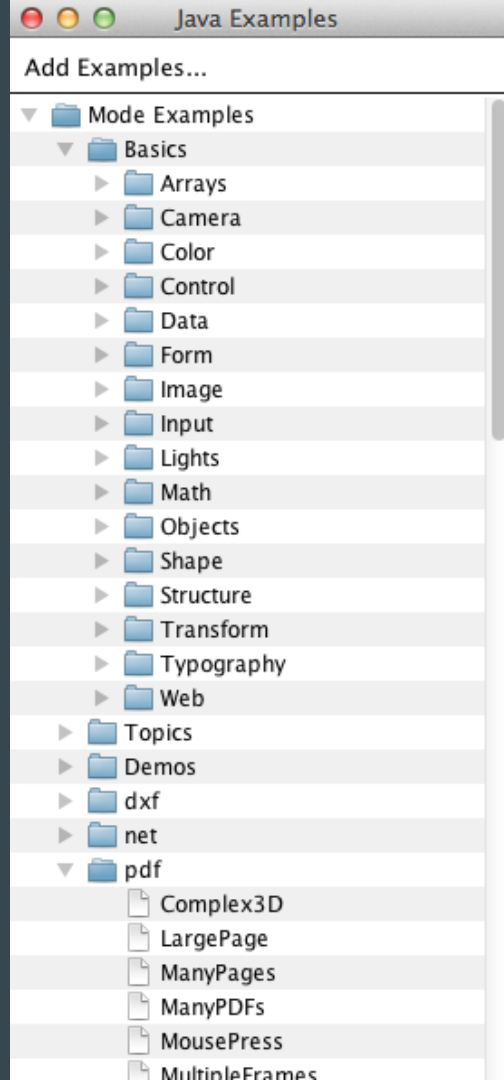 Java Examples
Add Examples...
Mode Examples
Basics
Arrays
Camera
Color
Control
Data
Form
Image
Input
Lights
Math
Objects
Shape
Structure
Transform
Typography
Web
Topics
Demos
dxf
net
pdf
Complex3D
LargePage
ManyPages
ManyPDFs
MousePress
MultipleFrames